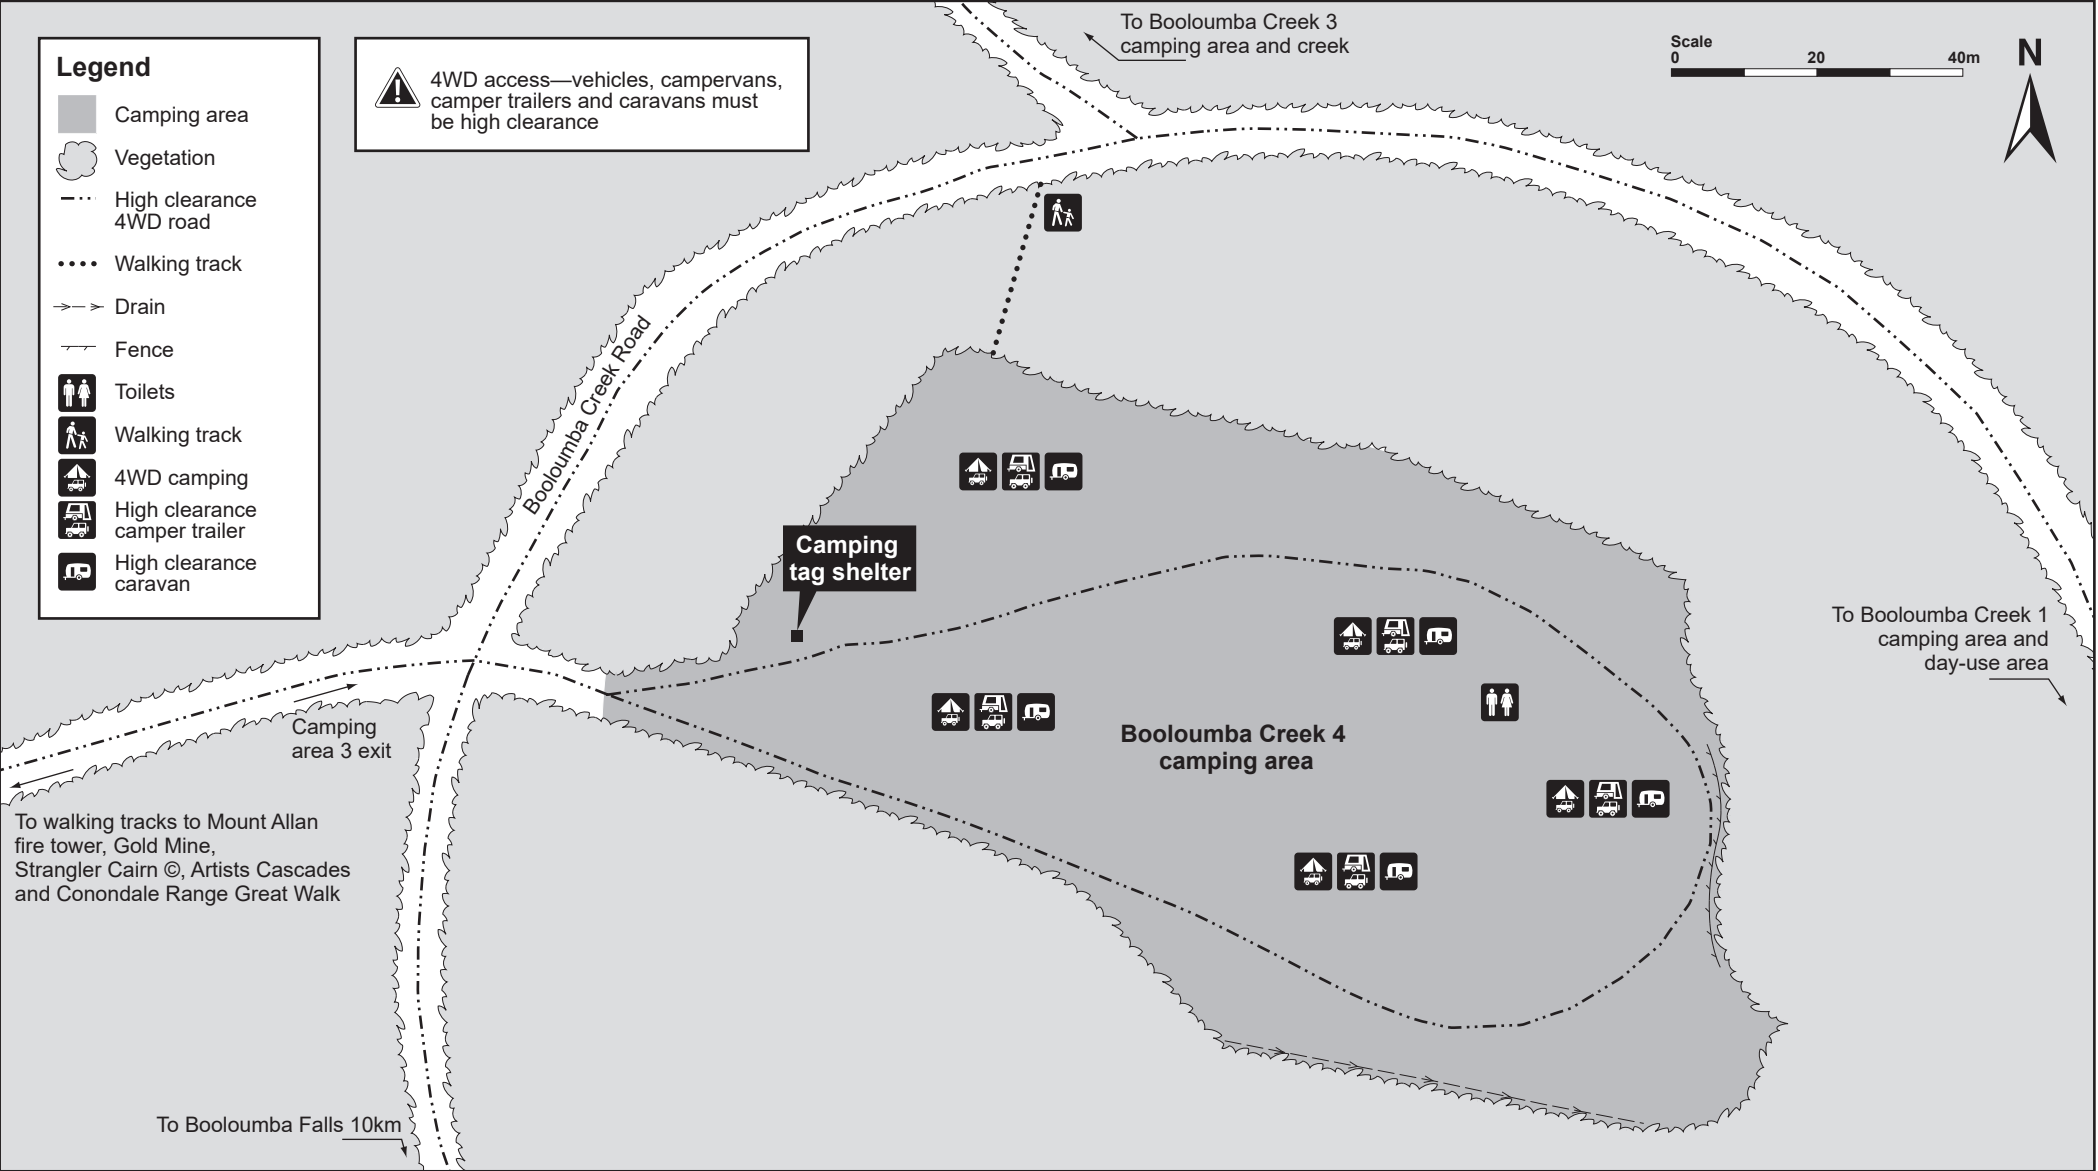 To Booloumba Creek 3
camping area and creek
Scale
0 20 40m
N
Legend
Camping area
Vegetation
High clearance
4WD road
Walking track
Drain
Fence
Toilets
Walking track
4WD camping
High clearance
camper trailer
High clearance
caravan
4WD access—vehicles, campervans,
camper trailers and caravans must
be high clearance
Booloumba Creek Road
Camping
tag shelter
To Booloumba Creek 1
camping area and
day-use area
Booloumba Creek 4
camping area
Camping
area 3 exit
To walking tracks to Mount Allan
fire tower, Gold Mine,
Strangler Cairn ©, Artists Cascades
and Conondale Range Great Walk
To Booloumba Falls 10km